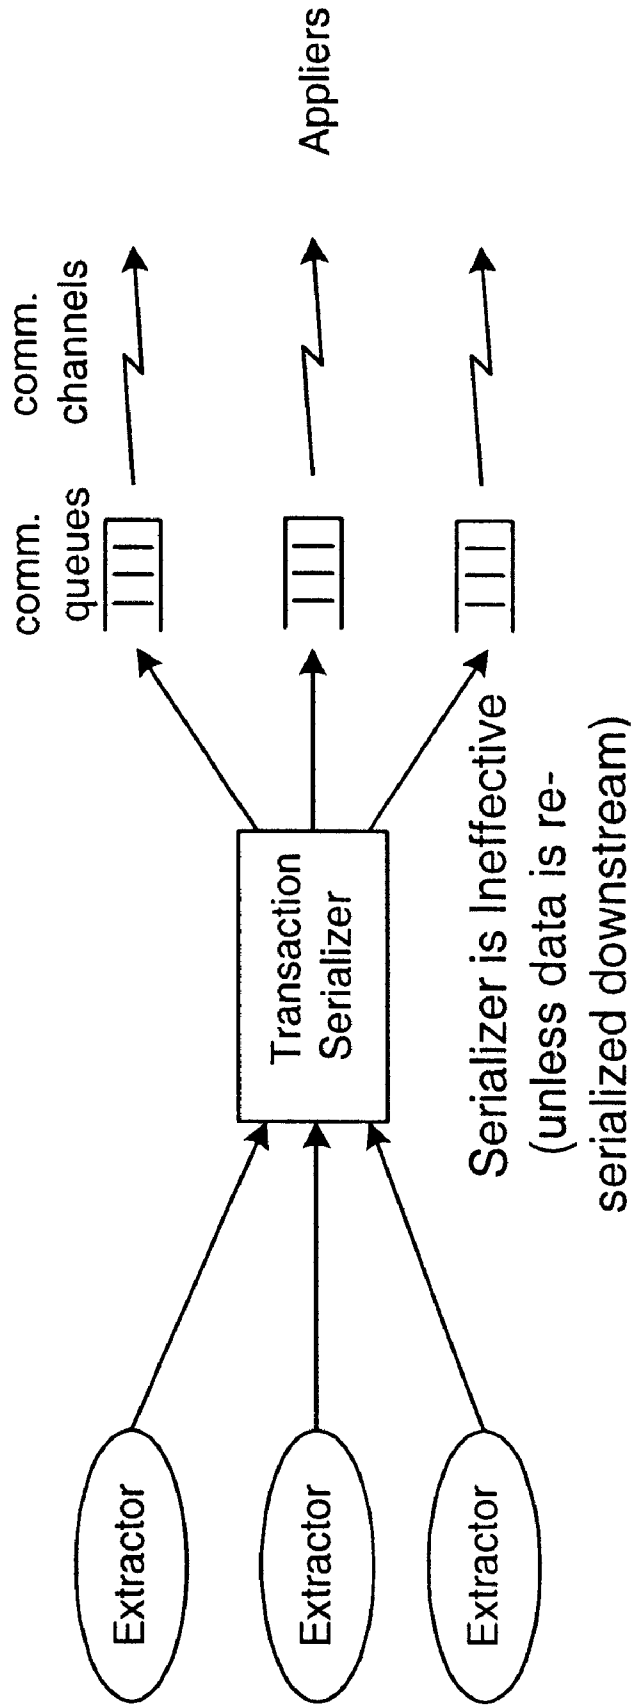 Extractor
Extractor
Extractor
Transaction
Serializer
Serializer is Ineffective
(unless data is re-
serialized downstream)
comm.
queues
comm.
channels
Appliers